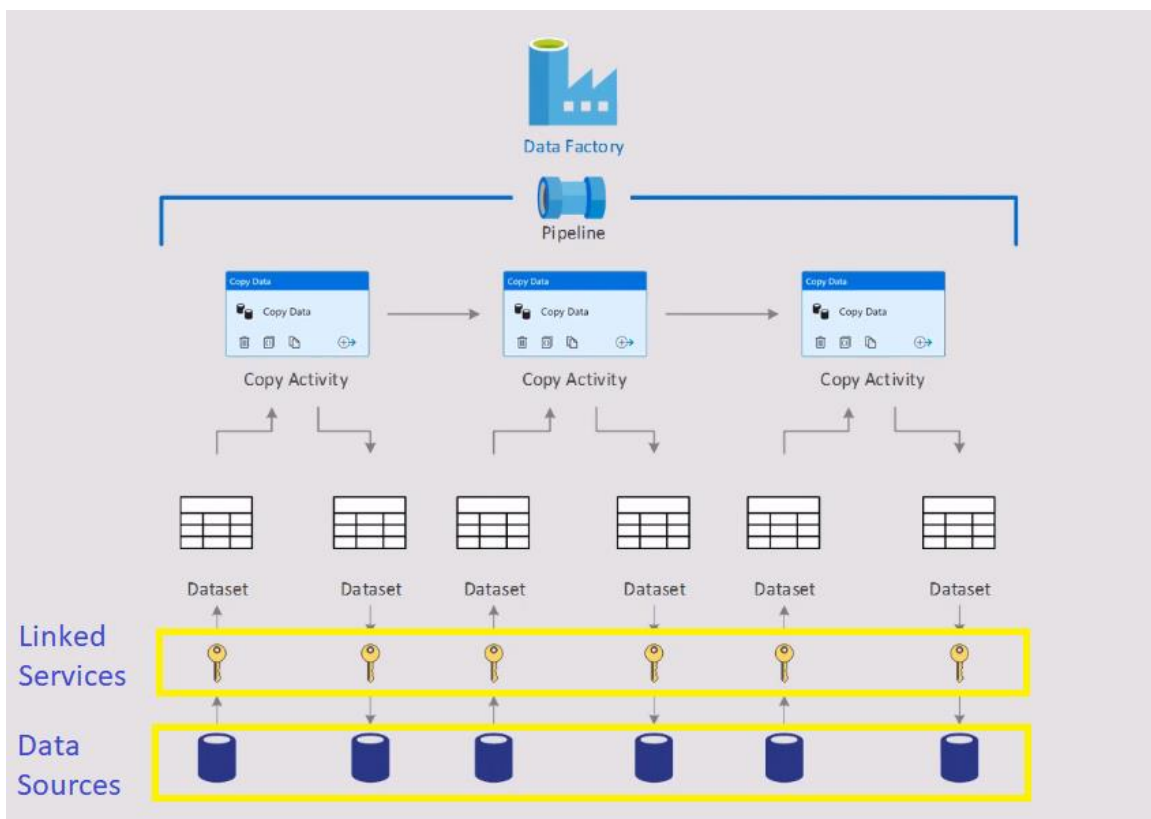 Data Factory
Pipeline
Copy Data Copy Data Copy Data
Copy Data Copy Data Copy Data
Copy Activity Copy Activity Copy Activity
Dataset Dataset Dataset Dataset Dataset Dataset
Linked
Services
Data
Sources